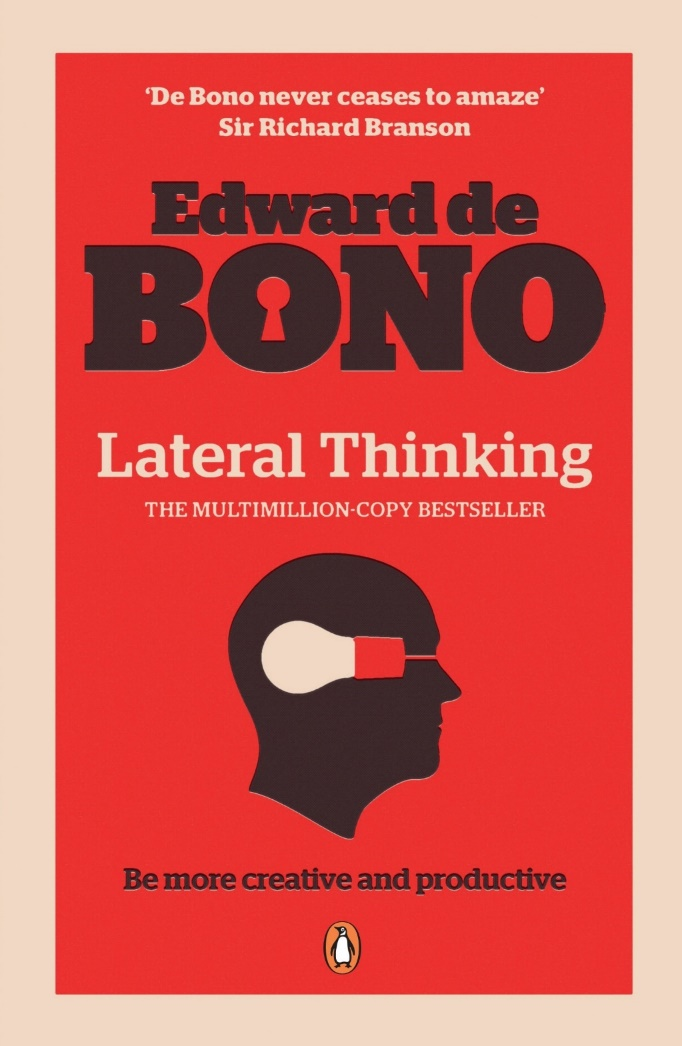 ‘De Bono never ceases to amaze’
Sir Richard Branson
Edward de
BONO
Lateral Thinking
THE MULTIMILLION-COPY BESTSELLER
Be more creative and productive